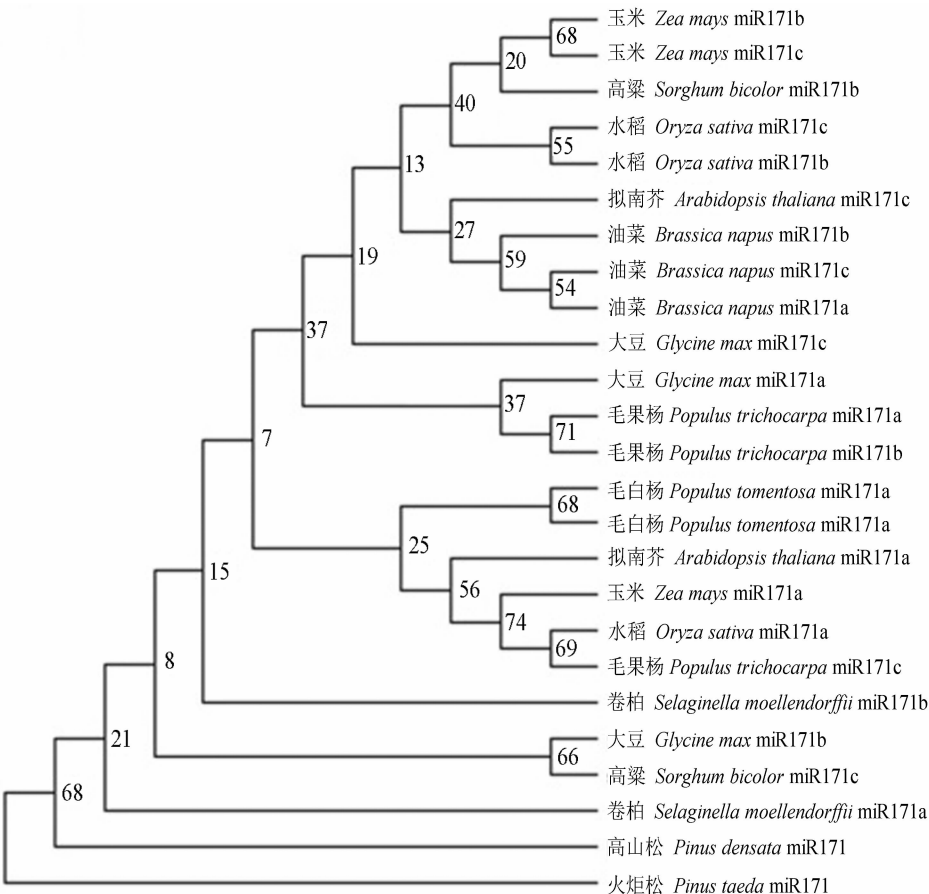 玉米 Zea mays miR171b
68
玉米 Zea mays miR171c
20
高粱 Sorghum bicolor miR171b
40
水稻 Oryza sativa miR171c
55
水稻 Oryza sativa miR171b
13
拟南芥 Arabidopsis thaliana miR171c
27
油菜 Brassica napus miR171b
59
19
油菜 Brassica napus miR171c
54
油菜 Brassica napus miR171a
37
大豆 Glycine max miR171c
大豆 Glycine max miR171a
37
毛果杨 Populus trichocarpa miR171a
71
7
毛果杨 Populus trichocarpa miR171b
毛白杨 Populus tomentosa miR171a
68
毛白杨 Populus tomentosa miR171a
25
拟南芥 Arabidopsis thaliana miR171a
15
56
玉米 Zea mays miR171a
74
水稻 Oryza sativa miR171a
69
8
毛果杨 Populus trichocarpa miR171c
卷柏 Selaginella moellendorffii miR171b
21
大豆 Glycine max miR171b
66
高粱 Sorghum bicolor miR171c
68
卷柏 Selaginella moellendorffii miR171a
高山松 Pinus densata miR171
火炬松 Pinus taeda miR171